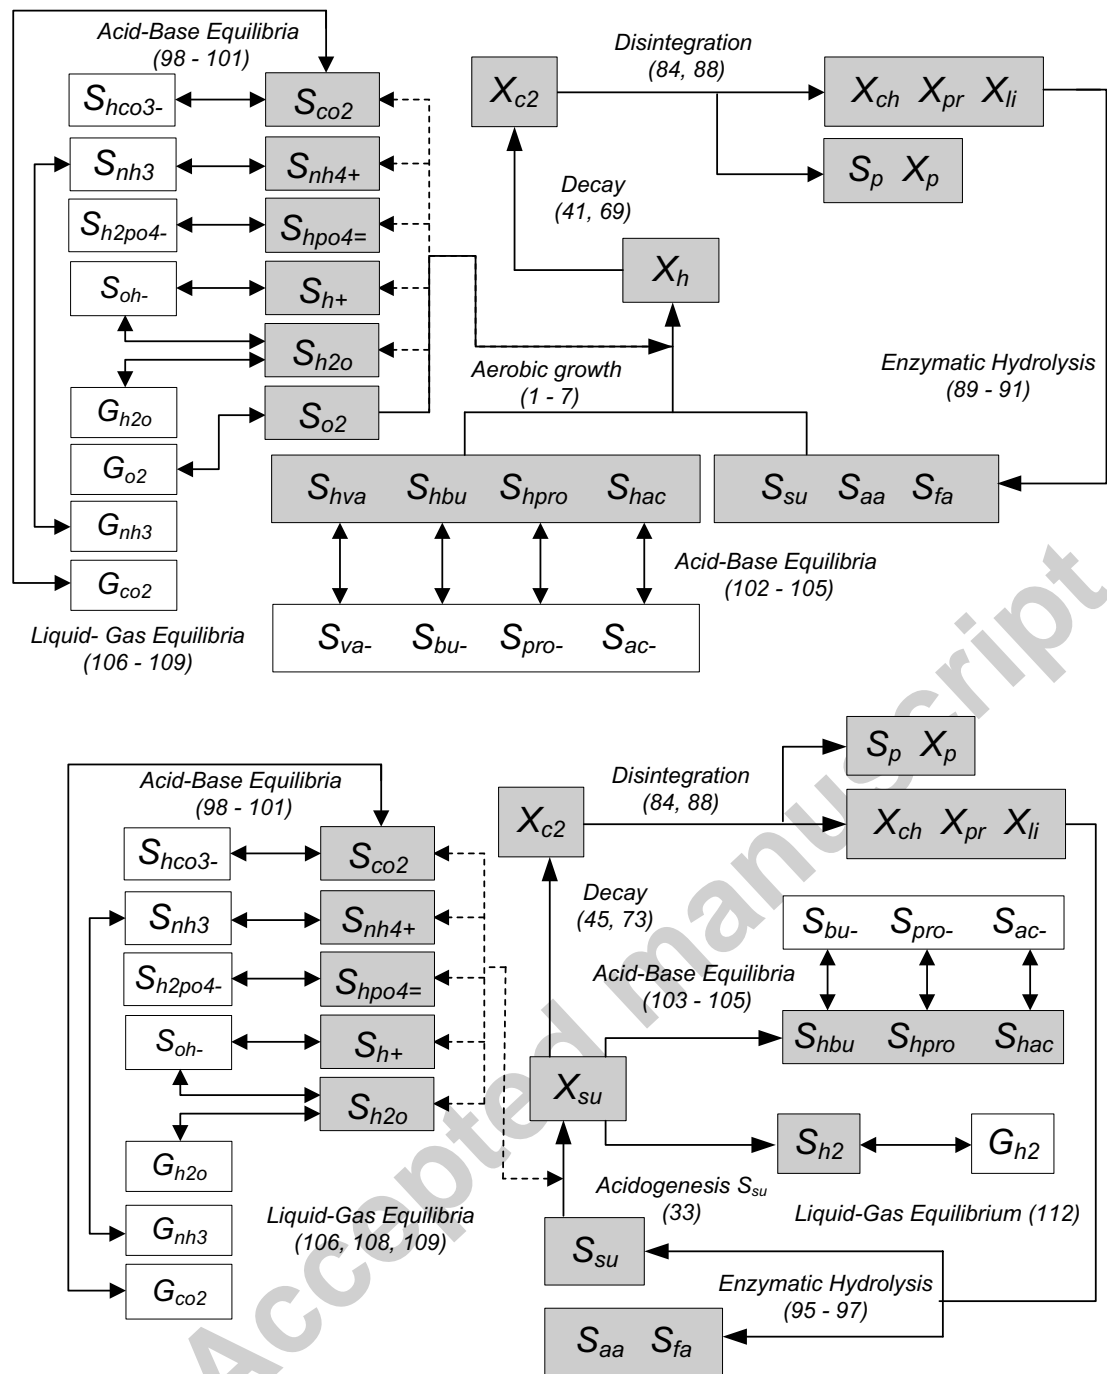 Acid-Base Equilibria
(98 - 101)
Disintegration
(84, 88)
S_hco3-
S_co2
X_c2
X_ch X_pr X_li
S_nh3
S_nh4+
S_p X_p
Decay
(41, 69)
S_h2po4-
S_hpo4=
X_h
S_oh-
S_h+
S_h2o
Aerobic growth
(1 - 7)
Enzymatic Hydrolysis
(89 - 91)
G_h2o
S_o2
G_o2
S_hva S_hbu S_hpro S_hac
S_su S_aa S_fa
G_nh3
G_co2
Acid-Base Equilibria
(102 - 105)
Liquid- Gas Equilibria
(106 - 109)
S_va- S_bu- S_pro- S_ac-
S_p X_p
Acid-Base Equilibria
(98 - 101)
Disintegration
(84, 88)
X_c2
X_ch X_pr X_li
S_hco3-
S_co2
Decay
(45, 73)
S_nh3
S_nh4+
S_bu- S_pro- S_ac-
S_h2po4-
S_hpo4=
Acid-Base Equilibria
(103 - 105)
S_oh-
S_h+
S_hbu S_hpro S_hac
X_su
S_h2o
S_h2
G_h2
G_h2o
Acidogenesis S_su
(33)
Liquid-Gas Equilibrium (112)
G_nh3
Liquid-Gas Equilibria
(106, 108, 109)
S_su
G_co2
Enzymatic Hydrolysis
(95 - 97)
S_aa S_fa
Accepted manuscript